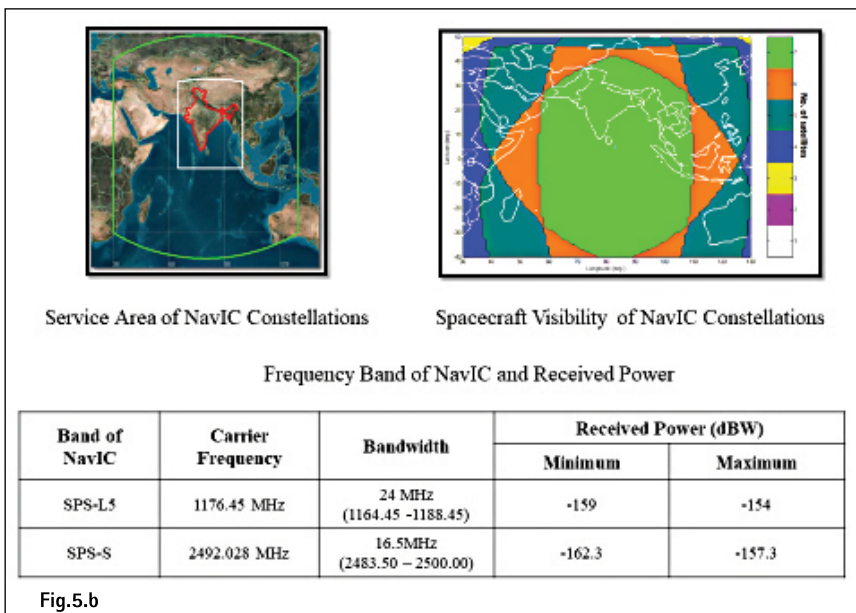 No. of satellites
Service Area of NavIC Constellations
Spacecraft Visibility of NavIC Constellations
Frequency Band of NavIC and Received Power
Band of NavIC
Carrier Frequency
Bandwidth
Received Power (dBW)
Minimum
Maximum
SPS-L5
1176.45 MHz
24 MHz
(1164.45 -1188.45)
-159
-154
SPS-S
2492.028 MHz
16.5MHz
(2483.50 – 2500.00)
-162.3
-157.3
Fig.5.b